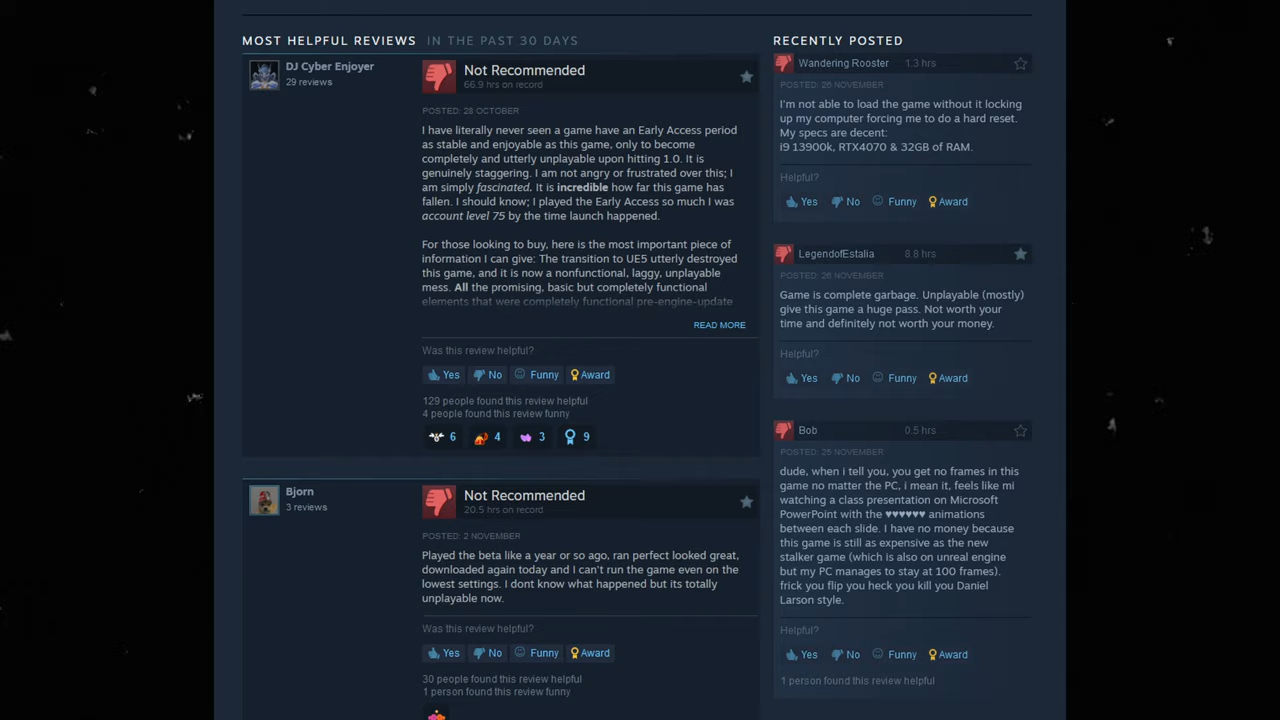 MOST HELPFUL REVIEWS IN THE PAST 30 DAYS
DJ Cyber Enjoyer
29 reviews
Not Recommended
66.9 hrs on record
POSTED: 28 OCTOBER
I have literally never seen a game have an Early Access period
as stable and enjoyable as this game, only to become
completely and utterly unplayable upon hitting 1.0. It is
genuinely staggering. I am not angry or frustrated over this; I
am simply fascinated. It is incredible how far this game has
fallen. I should know; I played the Early Access so much I was
account level 75 by the time launch happened.
For those looking to buy, here is the most important piece of
information I can give: The transition to UE5 utterly destroyed
this game, and it is now a nonfunctional, laggy, unplayable
mess. All the promising, basic but completely functional
elements that were completely functional pre-engine-update
READ MORE
Was this review helpful?
Yes No Funny Award
129 people found this review helpful
4 people found this review funny
6 4 3 9
Bjorn
3 reviews
Not Recommended
20.5 hrs on record
POSTED: 2 NOVEMBER
Played the beta like a year or so ago, ran perfect looked great,
downloaded again today and I can't run the game even on the
lowest settings. I dont know what happened but its totally
unplayable now.
Was this review helpful?
Yes No Funny Award
30 people found this review helpful
1 person found this review funny
RECENTLY POSTED
Wandering Rooster 1.3 hrs
POSTED: 26 NOVEMBER
I'm not able to load the game without it locking
up my computer forcing me to do a hard reset.
My specs are decent:
i9 13900k, RTX4070 & 32GB of RAM.
Helpful?
Yes No Funny Award
LegendofEstalia 8.8 hrs
POSTED: 26 NOVEMBER
Game is complete garbage. Unplayable (mostly)
give this game a huge pass. Not worth your
time and definitely not worth your money.
Helpful?
Yes No Funny Award
Bob 0.5 hrs
POSTED: 25 NOVEMBER
dude, when i tell you, you get no frames in this
game no matter the PC, i mean it, feels like mi
watching a class presentation on Microsoft
PowerPoint with the ♥♥♥♥♥♥ animations
between each slide. I have no money because
this game is still as expensive as the new
stalker game (which is also on unreal engine
but my PC manages to stay at 100 frames).
frick you flip you heck you kill you Daniel
Larson style.
Helpful?
Yes No Funny Award
1 person found this review helpful